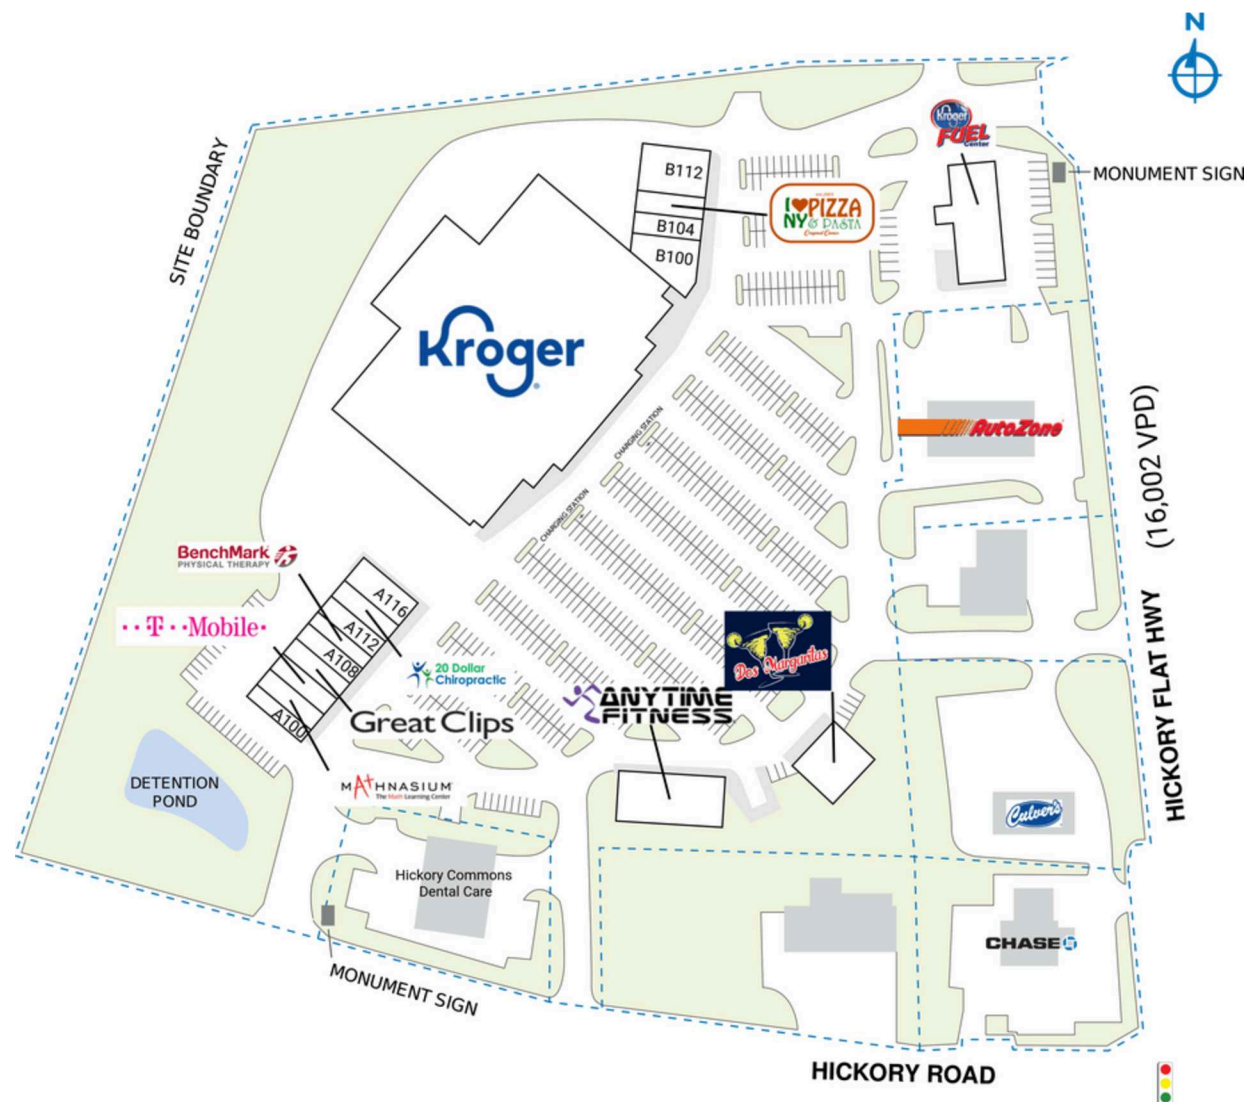 N
Kroger
FUEL
Center
MONUMENT SIGN
SITE BOUNDARY
B112
I PIZZA
NY & PASTA
B104
B100
Kroger
CHARGING STATION
AutoZone
(16,002 VPD)
CHARGING STATION
BenchMark
PHYSICAL THERAPY
A116
T Mobile
A112
A108
20 Dollar
Chiropractic
Dos Margaritas
HICKORY FLAT HWY
ANYTIME
FITNESS
Great Clips
A100
DETENTION
POND
MATHNASIUM
The Math Learning Center
Culver's
Hickory Commons
Dental Care
CHASE
MONUMENT SIGN
HICKORY ROAD